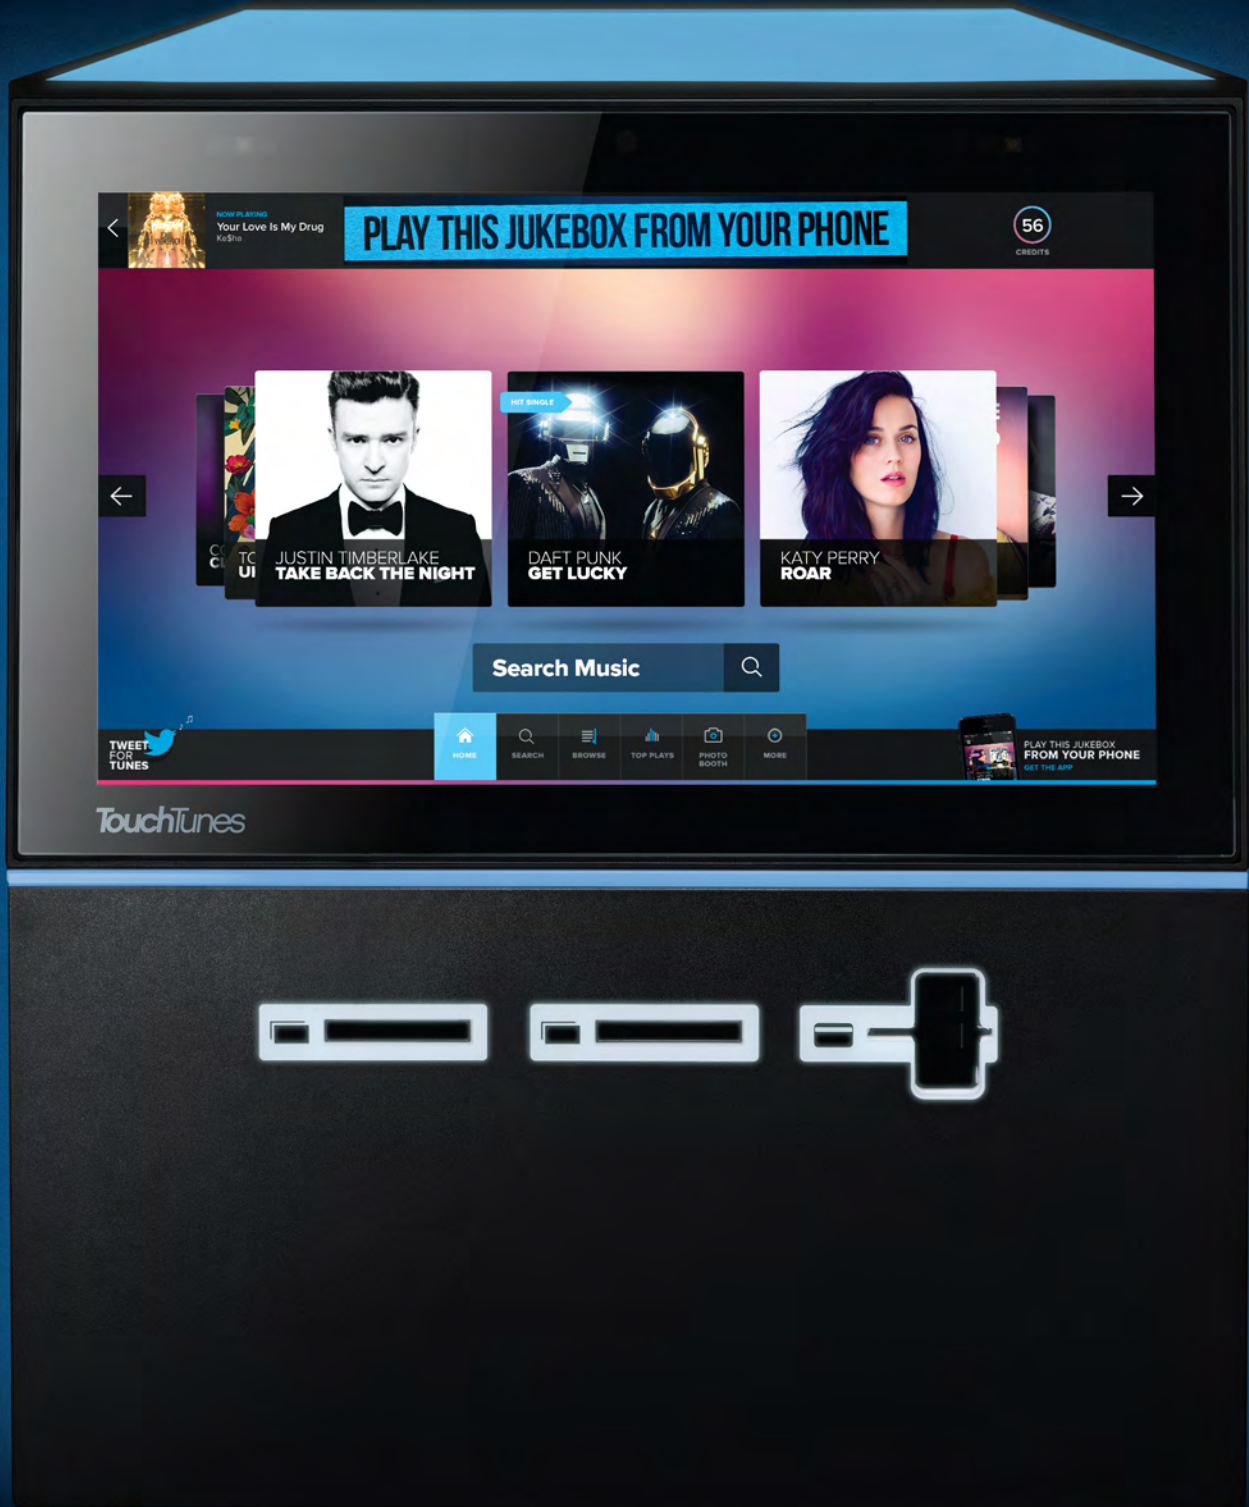 NOW PLAYING
Your Love Is My Drug
Ke$ha
PLAY THIS JUKEBOX FROM YOUR PHONE
56
CREDITS
HIT SINGLE
JUSTIN TIMBERLAKE
TAKE BACK THE NIGHT
DAFT PUNK
GET LUCKY
KATY PERRY
ROAR
Search Music
TWEET
FOR
TUNES
HOME
SEARCH
BROWSE
TOP PLAYS
PHOTO
BOOTH
MORE
PLAY THIS JUKEBOX
FROM YOUR PHONE
GET THE APP
TouchTunes